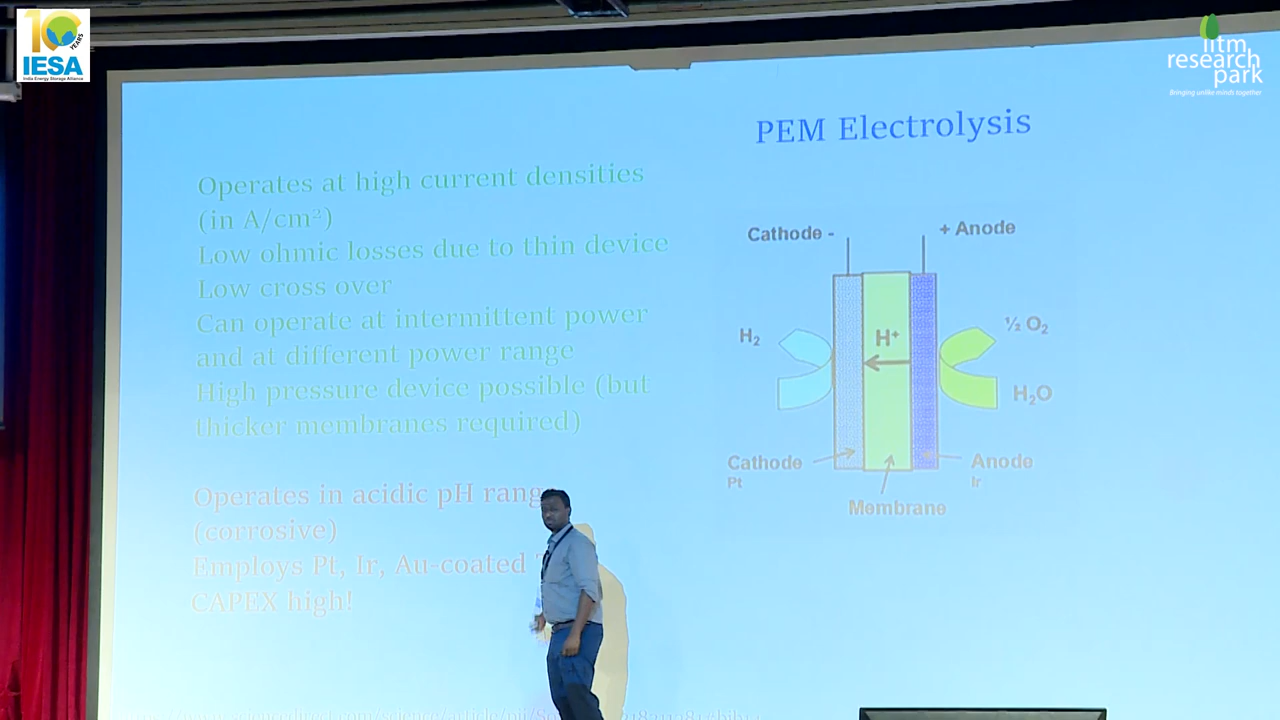 10
YEARS
IESA
India Energy Storage Alliance
iitm
research
park
Bringing unlike minds together
PEM Electrolysis
Operates at high current densities
(in A/cm²)
Low ohmic losses due to thin device
Low cross over
Can operate at intermittent power
and at different power range
High pressure device possible (but
thicker membranes required)
Operates in acidic pH rang
(corrosive)
Employs Pt, Ir, Au-coated
CAPEX high!
Cathode -
+ Anode
H₂
H⁺
½ O₂
H₂O
Cathode
Pt
Anode
Ir
Membrane